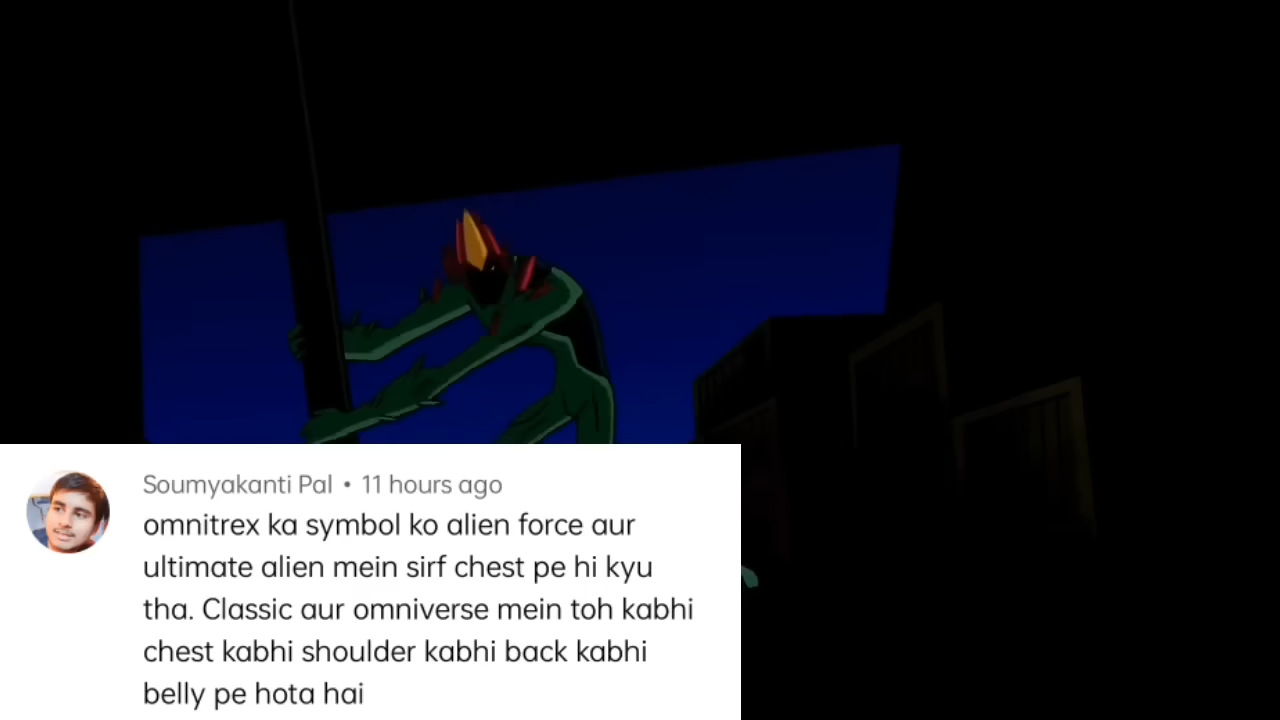 Soumyakanti Pal • 11 hours ago
omnitrex ka symbol ko alien force aur
ultimate alien mein sirf chest pe hi kyu
tha. Classic aur omniverse mein toh kabhi
chest kabhi shoulder kabhi back kabhi
belly pe hota hai